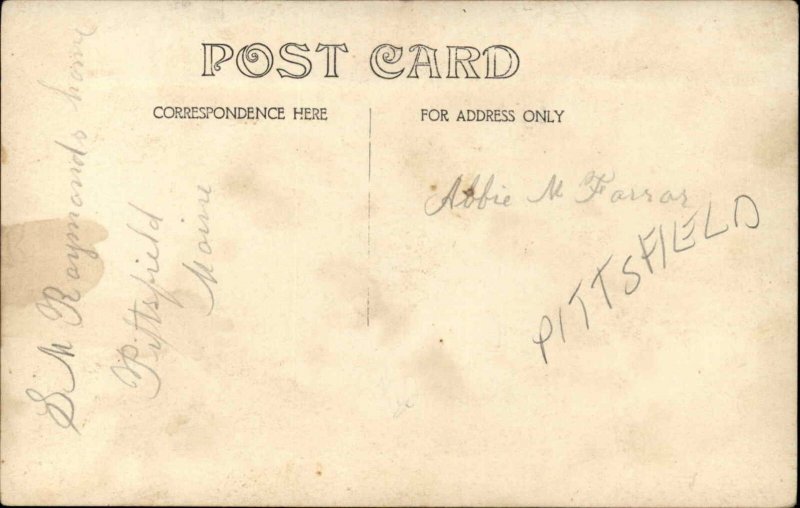 POST CARD
CORRESPONDENCE HERE
FOR ADDRESS ONLY
S M Raymonds home
Pittsfield
Maine
Abbie M Farrar
PITTSFIELD